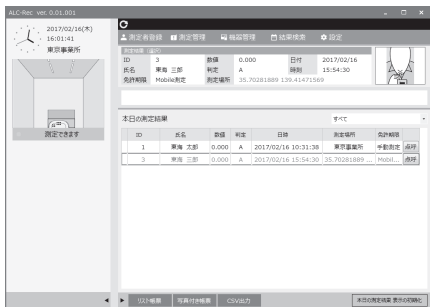 ALC-Rec ver. 0.01.001
2017/02/16(木)
16:01:41
東京事業所
測定できます
測定者登録 測定管理 機器管理 結果検索 設定
測定結果（選択）
ID 3 数値 0.000 日付 2017/02/16
氏名 東海 三郎 判定 A 時刻 15:54:30
免許期限 Mobile測定 測定場所 35.70281889 139.41471569
本日の測定結果 すべて
ID 氏名 数値 判定 日時 測定場所 免許期限
1 東海 太郎 0.000 A 2017/02/16 10:31:38 東京事業所 手動測定 点呼
3 東海 三郎 0.000 A 2017/02/16 15:54:30 35.70281889 ... Mobil... 点呼
リスト帳票 写真付き帳票 CSV出力 本日の測定結果 表示の初期化